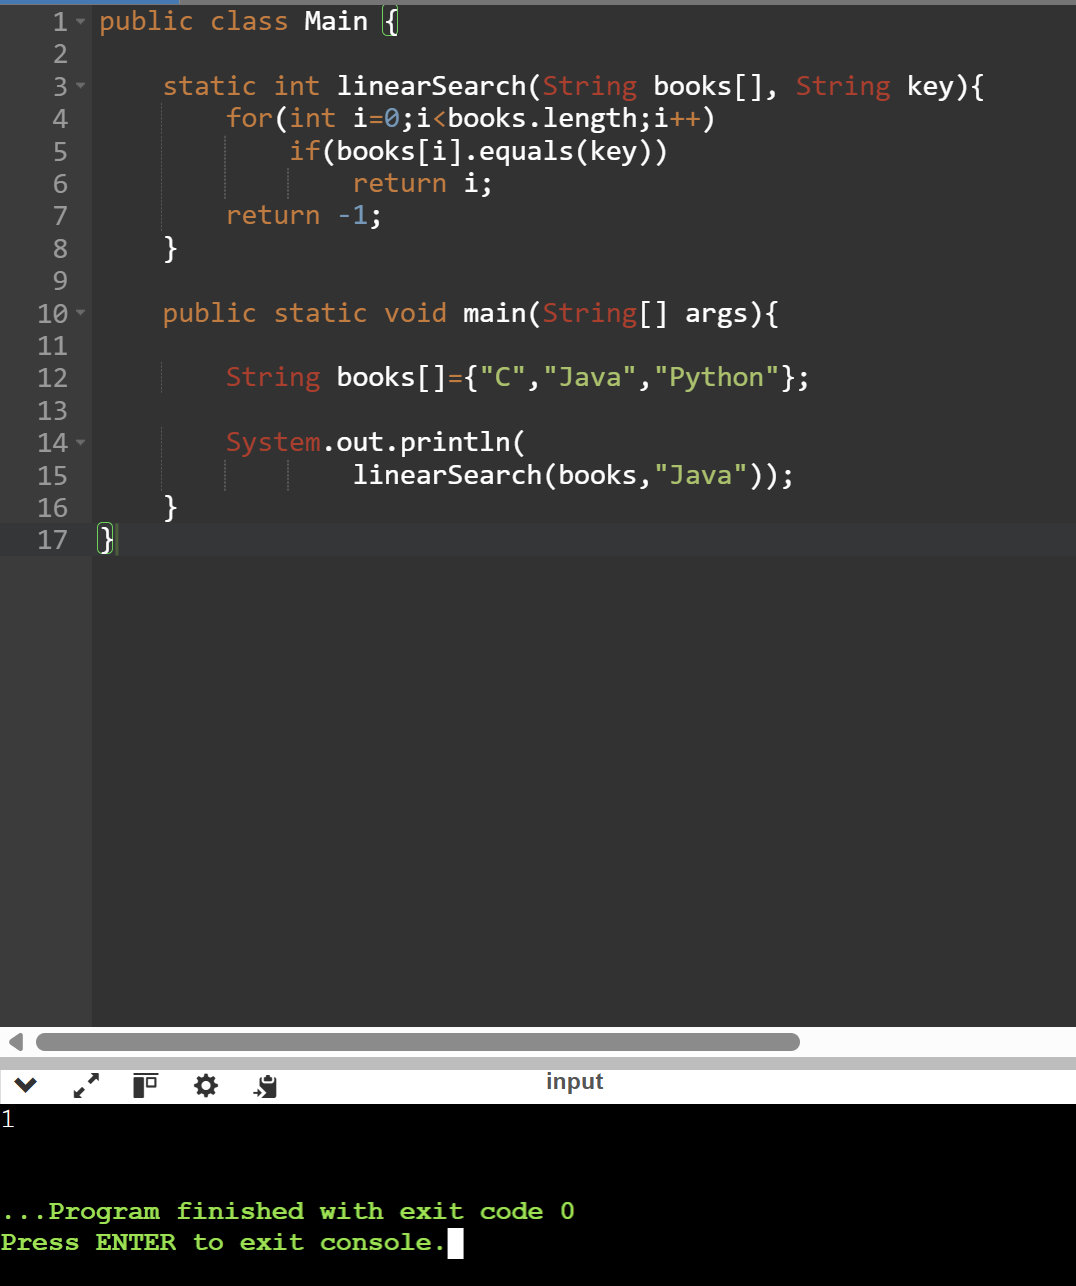 1 public class Main {
2
3     static int linearSearch(String books[], String key){
4         for(int i=0;i<books.length;i++)
5             if(books[i].equals(key))
6                 return i;
7         return -1;
8     }
9
10     public static void main(String[] args){
11
12         String books[]={"C","Java","Python"};
13
14         System.out.println(
15                 linearSearch(books,"Java"));
16     }
17 }
input
1
...Program finished with exit code 0
Press ENTER to exit console.